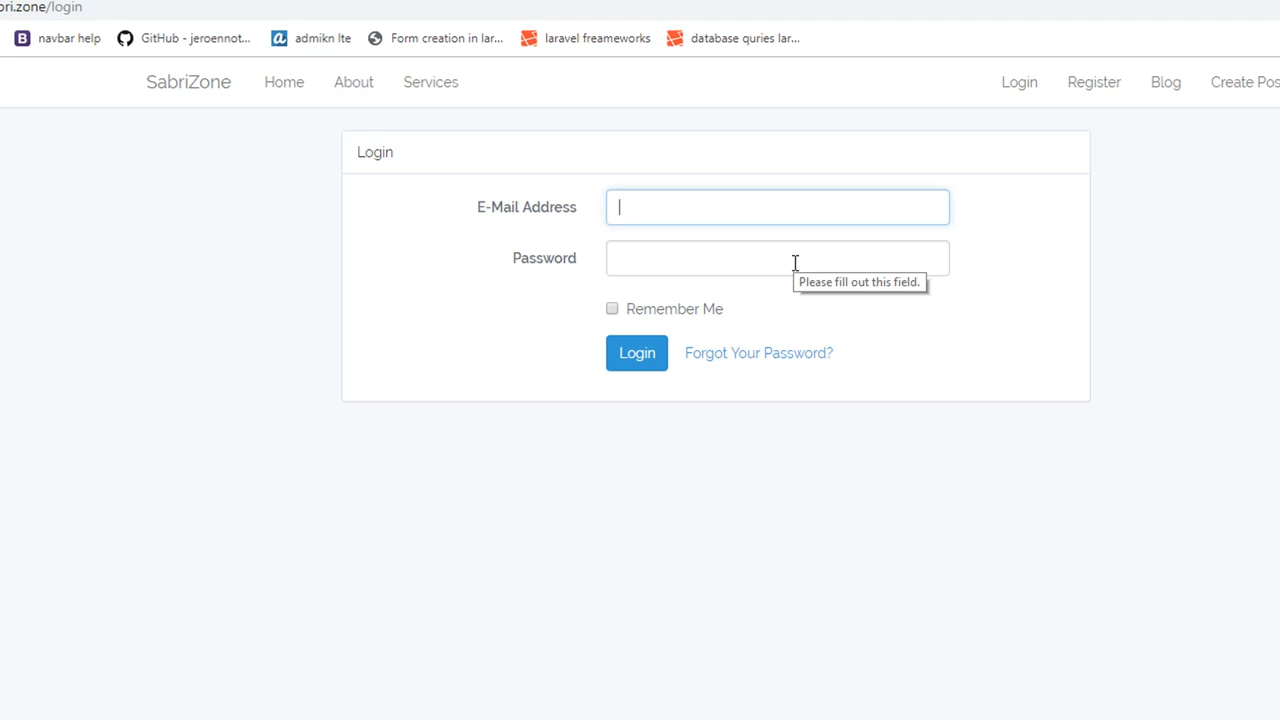 ori.zone/login
navbar help GitHub - jeroennot... admikn lte Form creation in lar... laravel freameworks database quries lar...
SabriZone Home About Services Login Register Blog Create Pos
Login
E-Mail Address
Password
Please fill out this field.
Remember Me
Login Forgot Your Password?